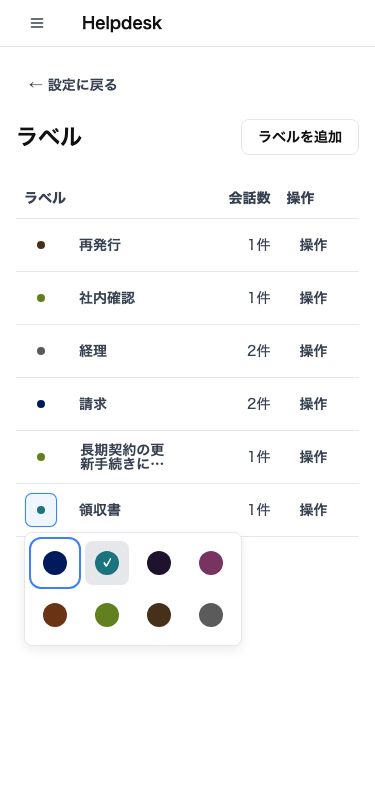 Helpdesk
← 設定に戻る
ラベル
ラベルを追加
ラベル 会話数 操作
再発行 1件 操作
社内確認 1件 操作
経理 2件 操作
請求 2件 操作
長期契約の更
新手続きに… 1件 操作
領収書 1件 操作